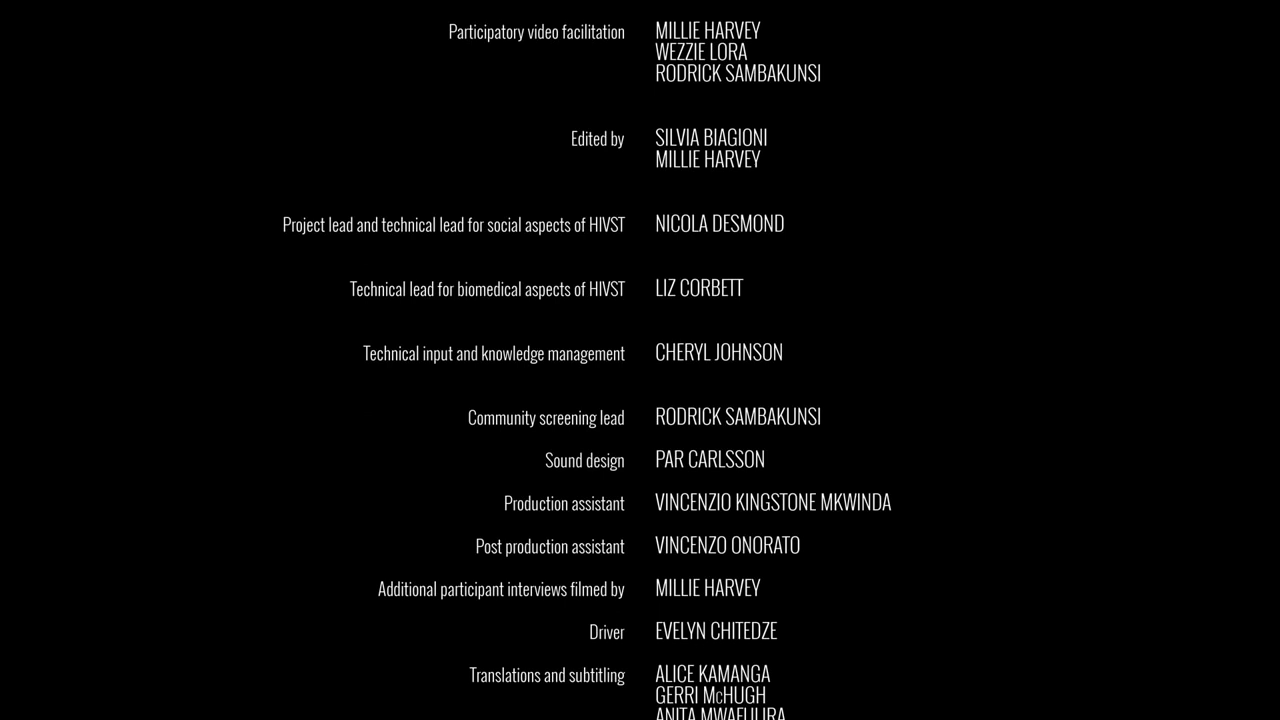 Participatory video facilitation MILLIE HARVEY
WEZZIE LORA
RODRICK SAMBAKUNSI
Edited by SILVIA BIAGIONI
MILLIE HARVEY
Project lead and technical lead for social aspects of HIVST NICOLA DESMOND
Technical lead for biomedical aspects of HIVST LIZ CORBETT
Technical input and knowledge management CHERYL JOHNSON
Community screening lead RODRICK SAMBAKUNSI
Sound design PAR CARLSSON
Production assistant VINCENZIO KINGSTONE MKWINDA
Post production assistant VINCENZO ONORATO
Additional participant interviews filmed by MILLIE HARVEY
Driver EVELYN CHITEDZE
Translations and subtitling ALICE KAMANGA
GERRI McHUGH
ANITA